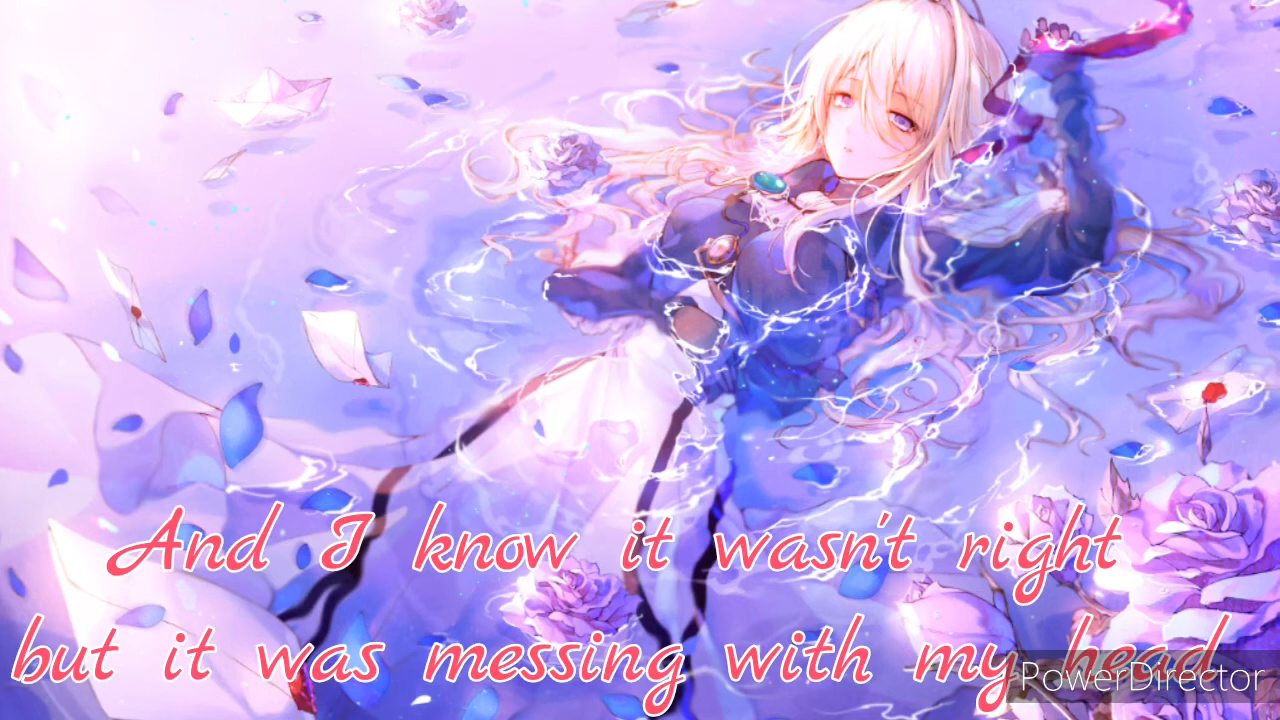 And I know it wasn't right
but it was messing with my head
PowerDirector